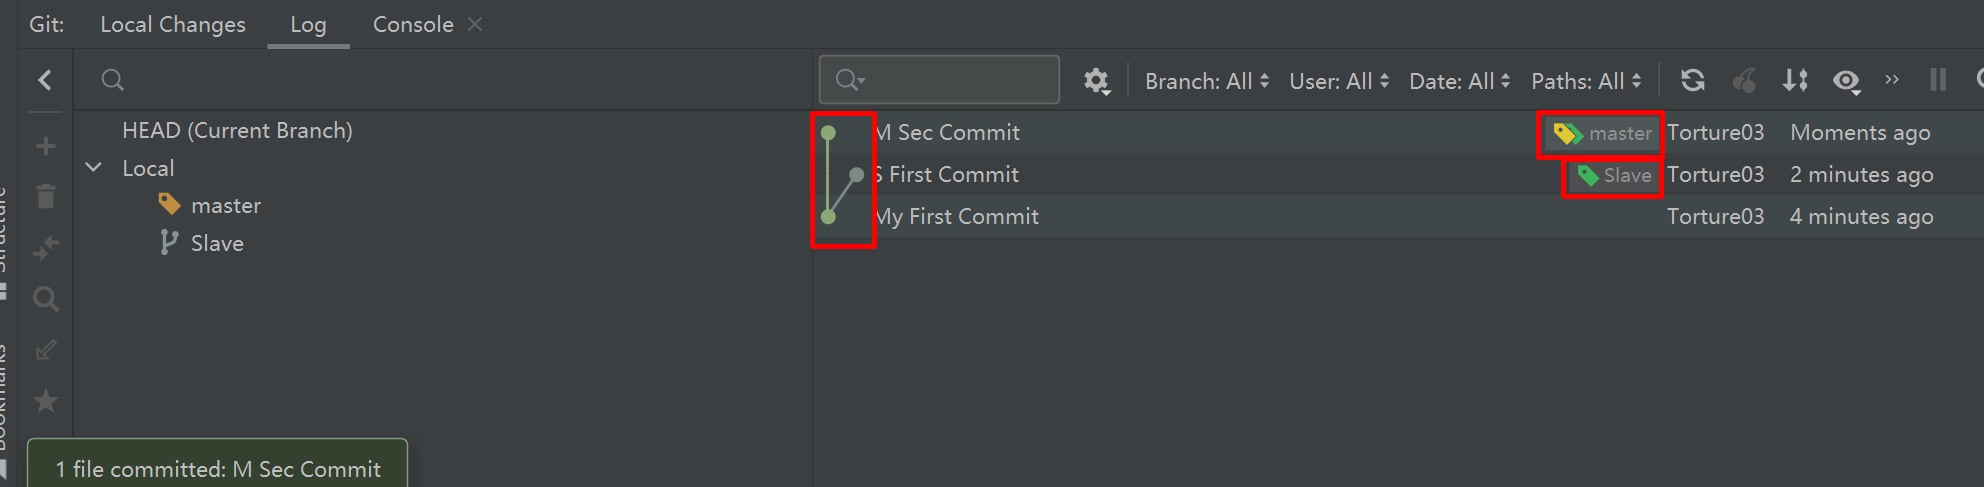 Git: Local Changes Log Console
Branch: All User: All Date: All Paths: All
HEAD (Current Branch)
Local
master
Slave
M Sec Commit master Torture03 Moments ago
S First Commit Slave Torture03 2 minutes ago
My First Commit Torture03 4 minutes ago
Structure
Bookmarks
1 file committed: M Sec Commit